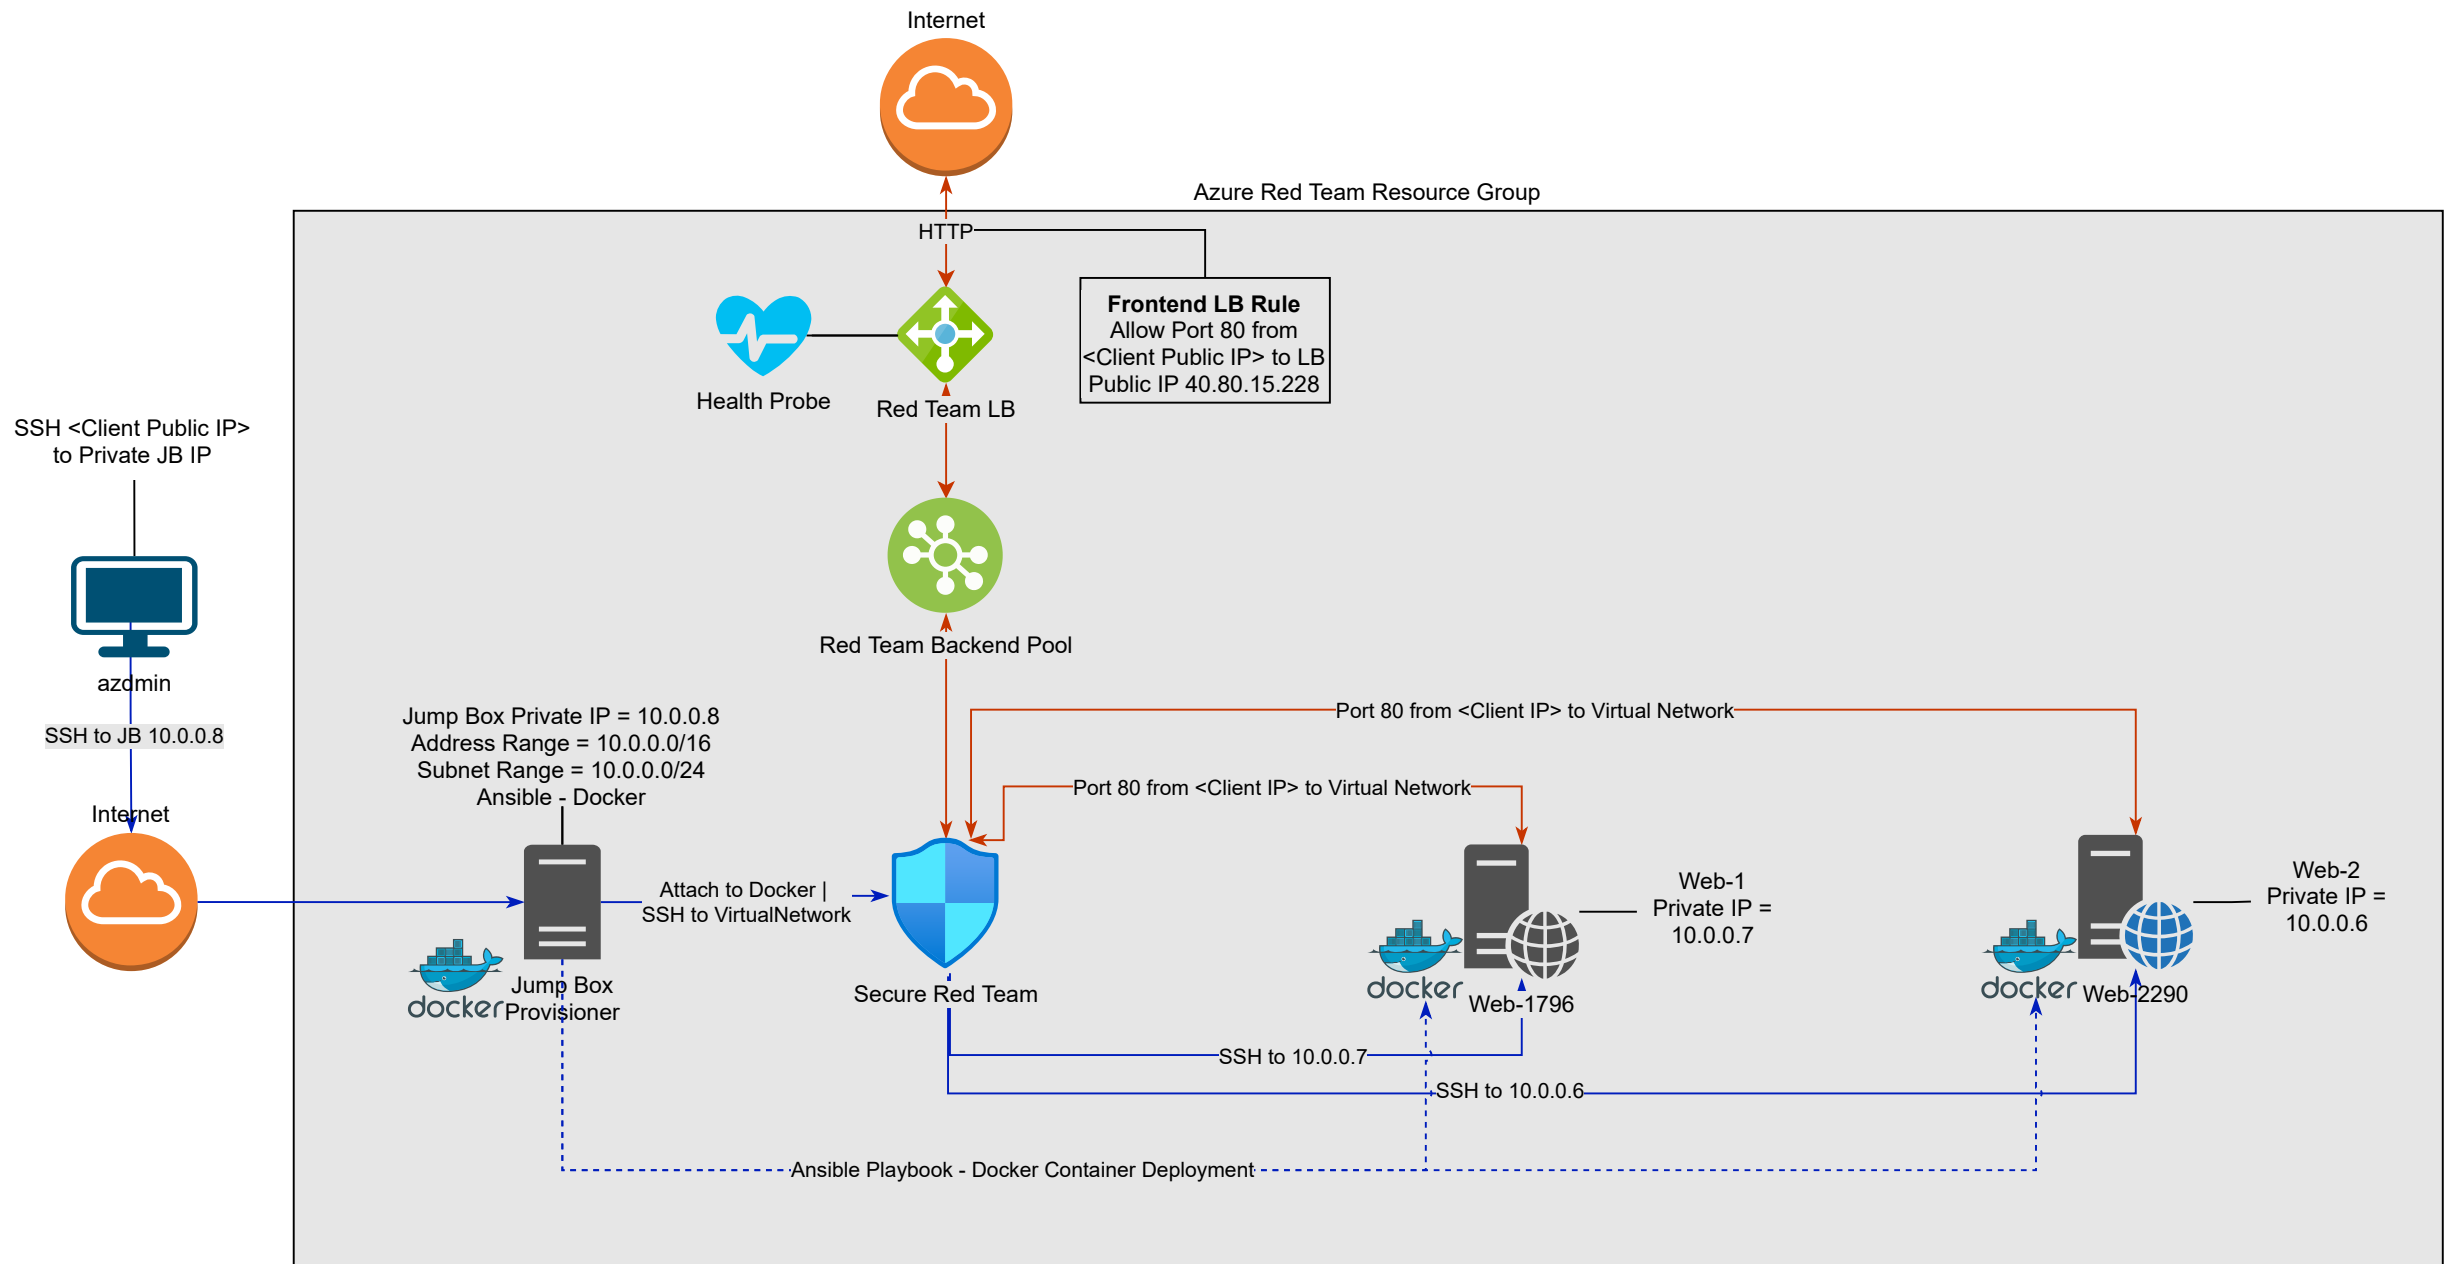 Internet
Azure Red Team Resource Group
HTTP
Frontend LB Rule
Allow Port 80 from
<Client Public IP> to LB
Public IP 40.80.15.228
Health Probe
Red Team LB
SSH <Client Public IP>
to Private JB IP
azdmin
SSH to JB 10.0.0.8
Internet
Red Team Backend Pool
Jump Box Private IP = 10.0.0.8
Address Range = 10.0.0.0/16
Subnet Range = 10.0.0.0/24
Ansible - Docker
Port 80 from <Client IP> to Virtual Network
Port 80 from <Client IP> to Virtual Network
Attach to Docker |
SSH to VirtualNetwork
Web-1
Private IP =
10.0.0.7
Web-2
Private IP =
10.0.0.6
docker
Jump Box
Provisioner
Secure Red Team
docker
Web-1796
docker
Web-2290
SSH to 10.0.0.7
SSH to 10.0.0.6
Ansible Playbook - Docker Container Deployment